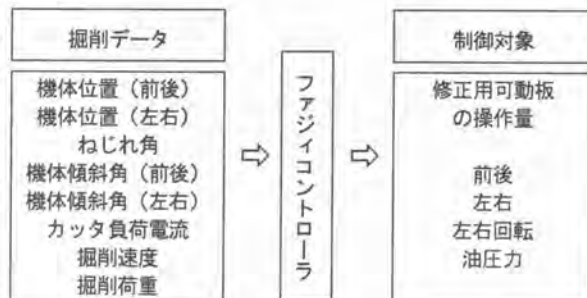 掘削データ
機体位置（前後）
機体位置（左右）
ねじれ角
機体傾斜角（前後）
機体傾斜角（左右）
カッタ負荷電流
掘削速度
掘削荷重
ファジィコントローラ
制御対象
修正用可動板
の操作量
前後
左右
左右回転
油圧力